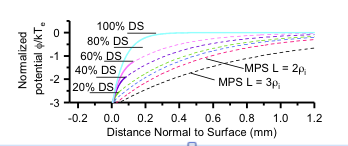 Normalized
potential ϕ/kTe
0
-1
-2
-3
100% DS
80% DS
60% DS
40% DS
20% DS
MPS L = 2ρi
MPS L = 3ρi
-0.2 0 0.2 0.4 0.6 0.8 1.0 1.2
Distance Normal to Surface (mm)